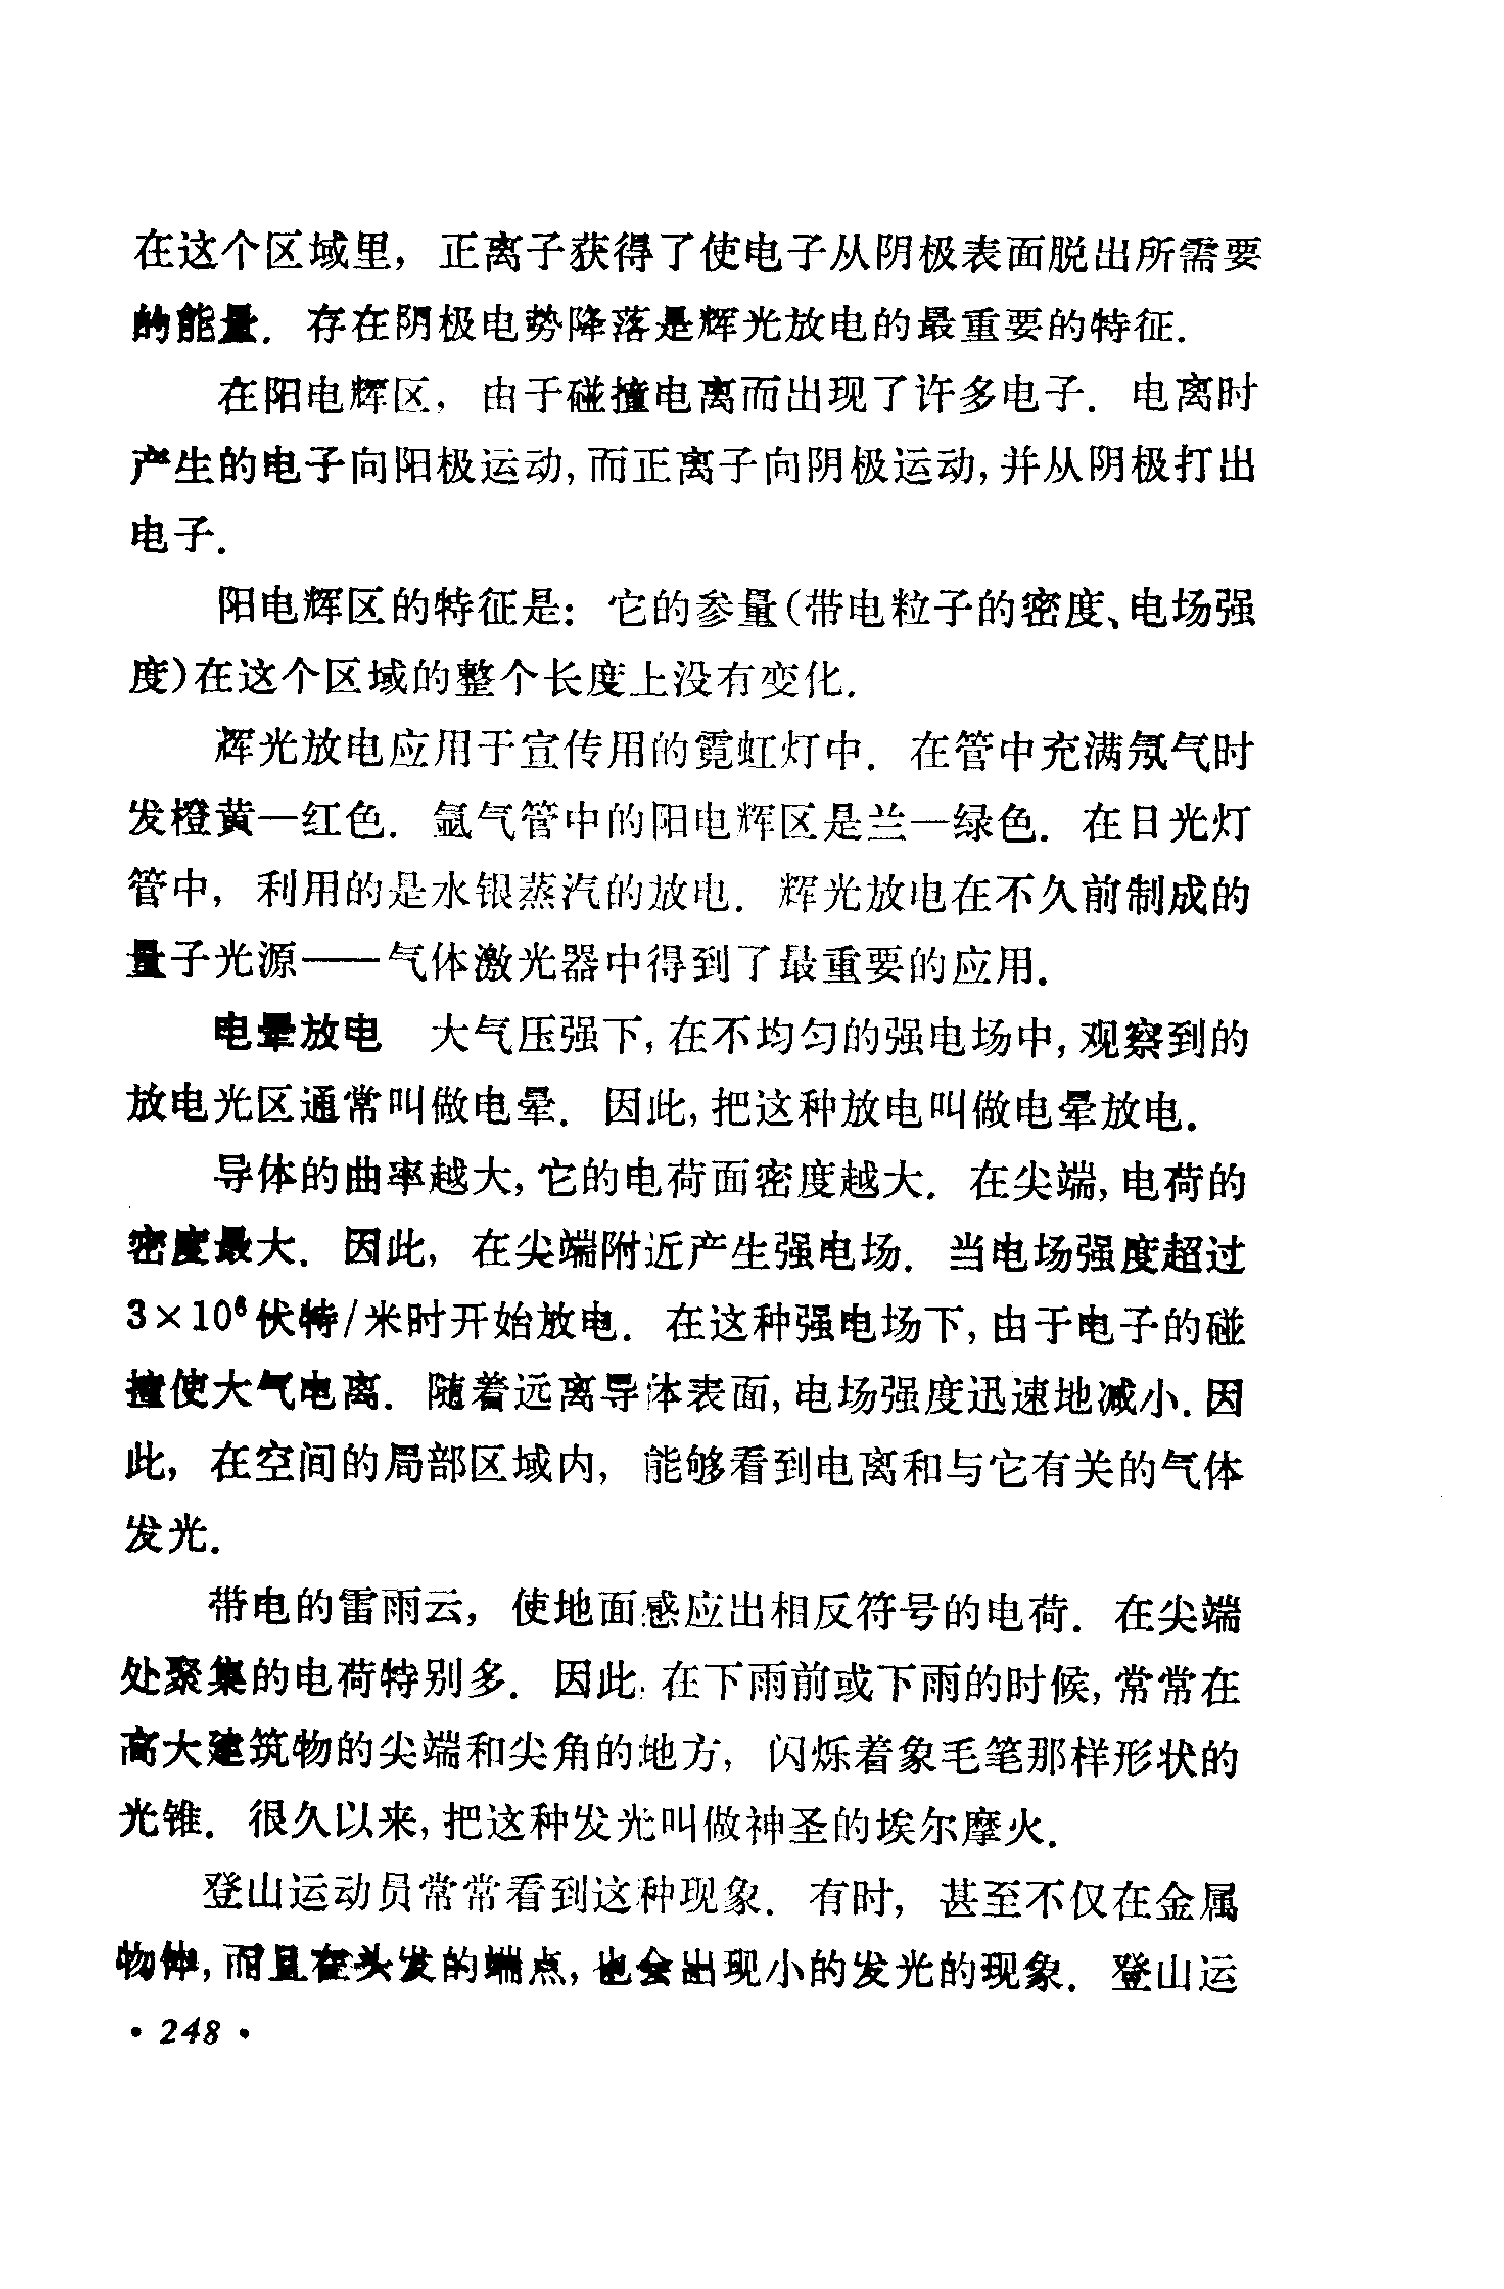 在这个区域里，正离子获得了使电子从阴极表面脱出所需要
的能量．存在阴极电势降落是辉光放电的最重要的特征．
在阳电辉区，由于碰撞电离而出现了许多电子．电离时
产生的电子向阳极运动，而正离子向阴极运动，并从阴极打出
电子．
阳电辉区的特征是：它的参量（带电粒子的密度、电场强
度）在这个区域的整个长度上没有变化．
辉光放电应用于宣传用的霓虹灯中．在管中充满氖气时
发橙黄—红色．氩气管中的阳电辉区是兰—绿色．在日光灯
管中，利用的是水银蒸汽的放电．辉光放电在不久前制成的
量子光源——气体激光器中得到了最重要的应用．
电晕放电　大气压强下，在不均匀的强电场中，观察到的
放电光区通常叫做电晕．因此，把这种放电叫做电晕放电．
导体的曲率越大，它的电荷面密度越大．在尖端，电荷的
密度最大．因此，在尖端附近产生强电场．当电场强度超过
3×10⁶伏特/米时开始放电．在这种强电场下，由于电子的碰
撞使大气电离．随着远离导体表面，电场强度迅速地减小．因
此，在空间的局部区域内，能够看到电离和与它有关的气体
发光．
带电的雷雨云，使地面感应出相反符号的电荷．在尖端
处聚集的电荷特别多．因此，在下雨前或下雨的时候，常常在
高大建筑物的尖端和尖角的地方，闪烁着象毛笔那样形状的
光锥．很久以来，把这种发光叫做神圣的埃尔摩火．
登山运动员常常看到这种现象．有时，甚至不仅在金属
物体，而且在头发的端点，也会出现小的发光的现象．登山运
• 248 •